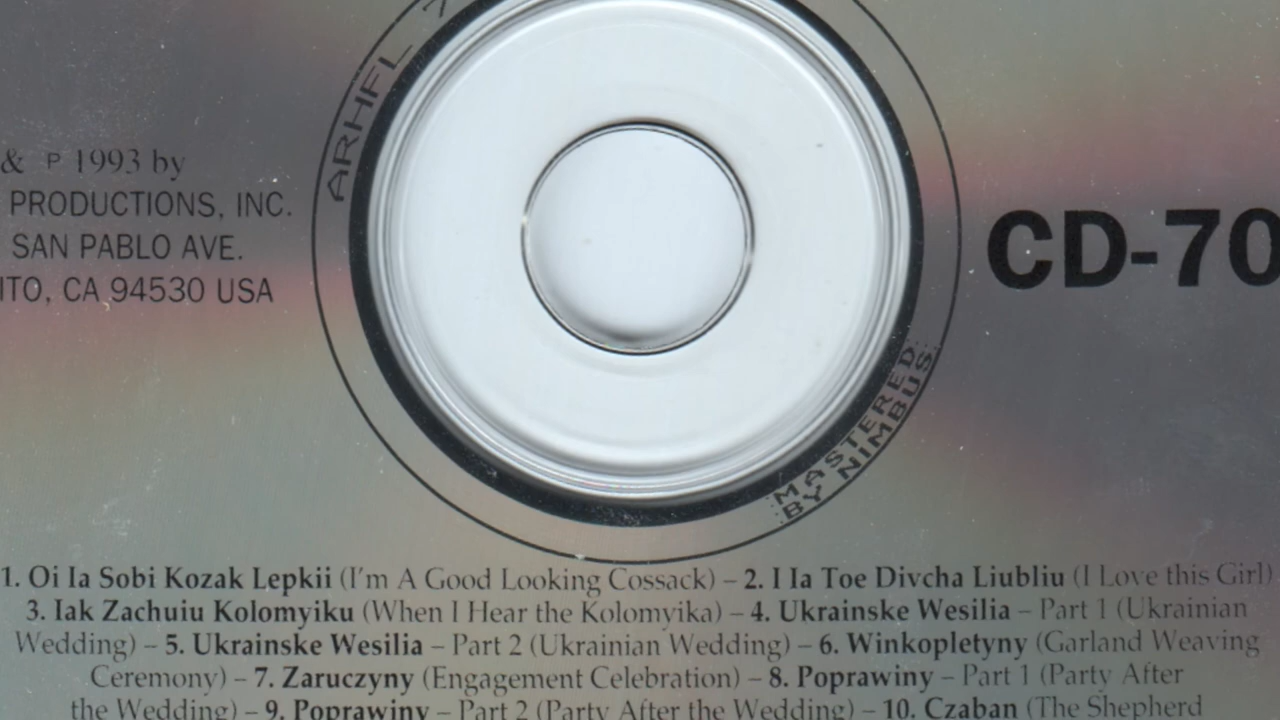 ARHFL 7
& P 1993 by
PRODUCTIONS, INC.
SAN PABLO AVE.
ITO, CA 94530 USA
CD-70
MASTERED
BY NIMBUS
1. Oi Ia Sobi Kozak Lepkii (I'm A Good Looking Cossack) – 2. I Ia Toe Divcha Liubliu (I Love this Girl)
3. Iak Zachuiu Kolomyiku (When I Hear the Kolomyika) – 4. Ukrainske Wesilia – Part 1 (Ukrainian
Wedding) – 5. Ukrainske Wesilia – Part 2 (Ukrainian Wedding) – 6. Winkopletyny (Garland Weaving
Ceremony) – 7. Zaruczyny (Engagement Celebration) – 8. Poprawiny – Part 1 (Party After
the Wedding) – 9. Poprawiny – Part 2 (Party After the Wedding) – 10. Czaban (The Shepherd